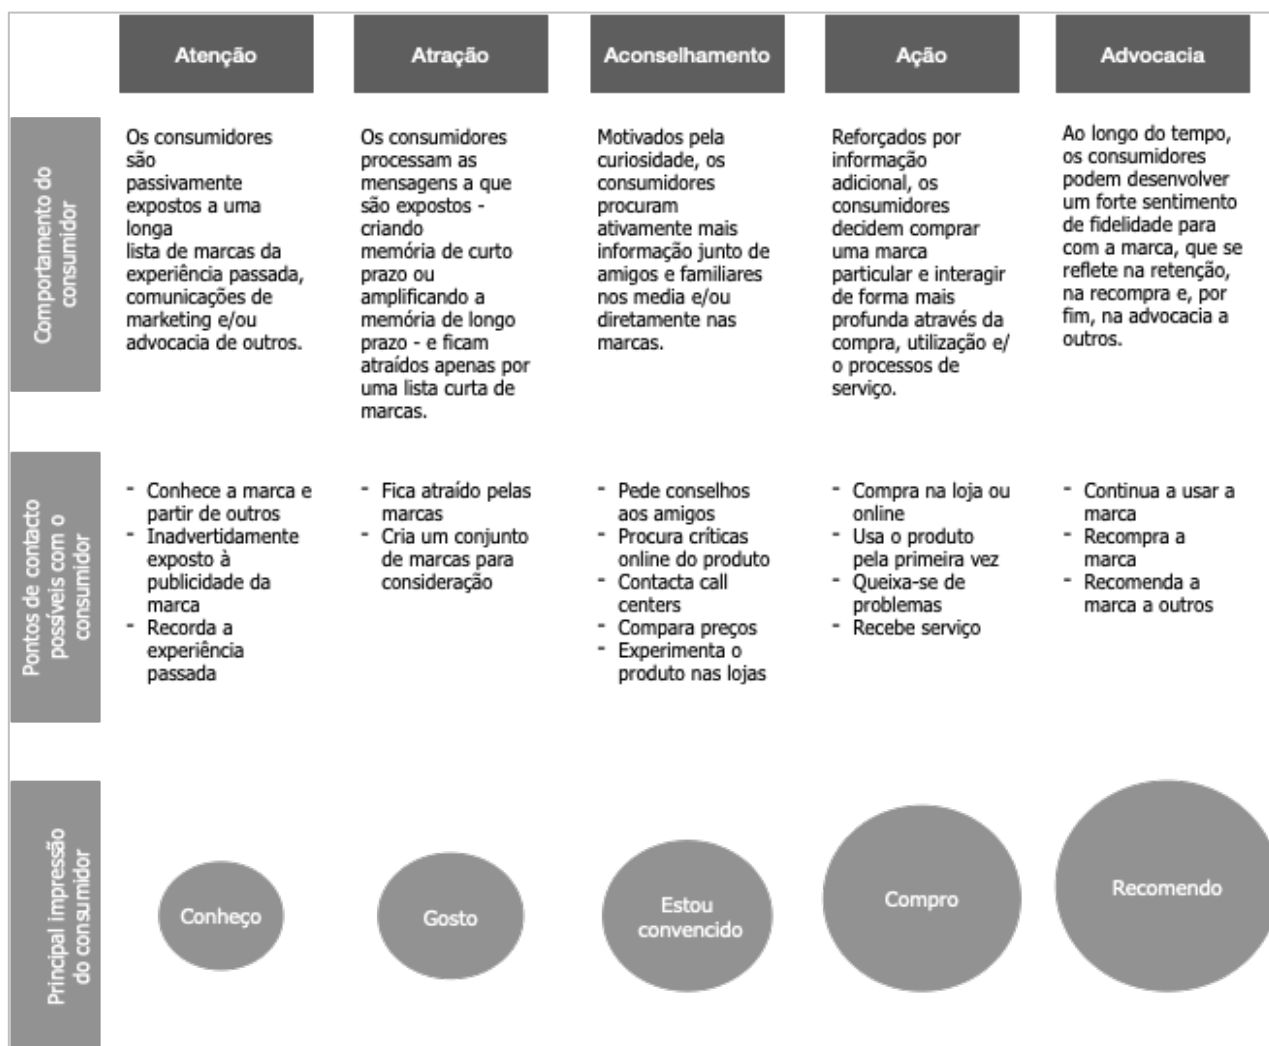 Atenção
Atração
Aconselhamento
Ação
Advocacia
Comportamento do
consumidor
Os consumidores
são
passivamente
expostos a uma
longa
lista de marcas da
experiência passada,
comunicações de
marketing e/ou
advocacia de outros.
Os consumidores
processam as
mensagens a que
são expostos -
criando
memória de curto
prazo ou
amplificando a
memória de longo
prazo - e ficam
atraídos apenas por
uma lista curta de
marcas.
Motivados pela
curiosidade, os
consumidores
procuram
ativamente mais
informação junto de
amigos e familiares
nos media e/ou
diretamente nas
marcas.
Reforçados por
informação
adicional, os
consumidores
decidem comprar
uma marca
particular e interagir
de forma mais
profunda através da
compra, utilização e/
o processos de
serviço.
Ao longo do tempo,
os consumidores
podem desenvolver
um forte sentimento
de fidelidade para
com a marca, que se
reflete na retenção,
na recompra e, por
fim, na advocacia a
outros.
Pontos de contacto
possíveis com o
consumidor
- Conhece a marca e
partir de outros
- Inadvertidamente
exposto à
publicidade da
marca
- Recorda a
experiência
passada
- Fica atraído pelas
marcas
- Cria um conjunto
de marcas para
consideração
- Pede conselhos
aos amigos
- Procura críticas
online do produto
- Contacta call
centers
- Compara preços
- Experimenta o
produto nas lojas
- Compra na loja ou
online
- Usa o produto
pela primeira vez
- Queixa-se de
problemas
- Recebe serviço
- Continua a usar a
marca
- Recompra a
marca
- Recomenda a
marca a outros
Principal impressão
do consumidor
Conheço
Gosto
Estou
convencido
Compro
Recomendo